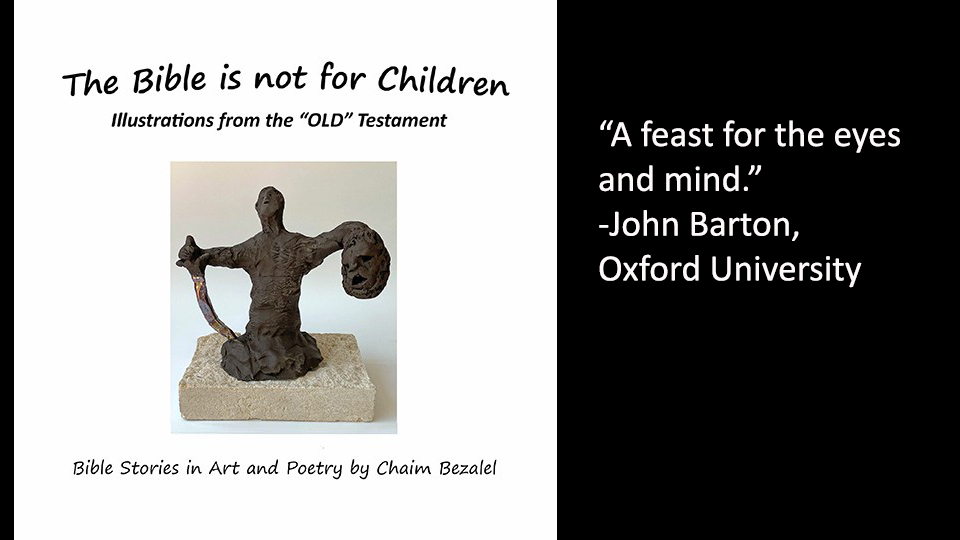 The Bible is not for Children
Illustrations from the “OLD” Testament
Bible Stories in Art and Poetry by Chaim Bezalel
“A feast for the eyes
and mind.”
-John Barton,
Oxford University